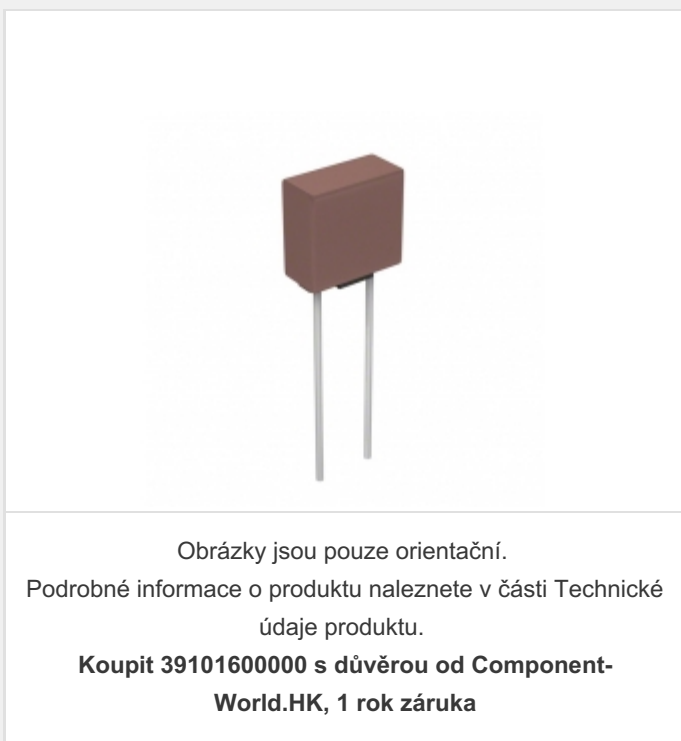 Obrázky jsou pouze orientační.
Podrobné informace o produktu naleznete v části Technické
údaje produktu.
Koupit 39101600000 s důvěrou od Component-
World.HK, 1 rok záruka